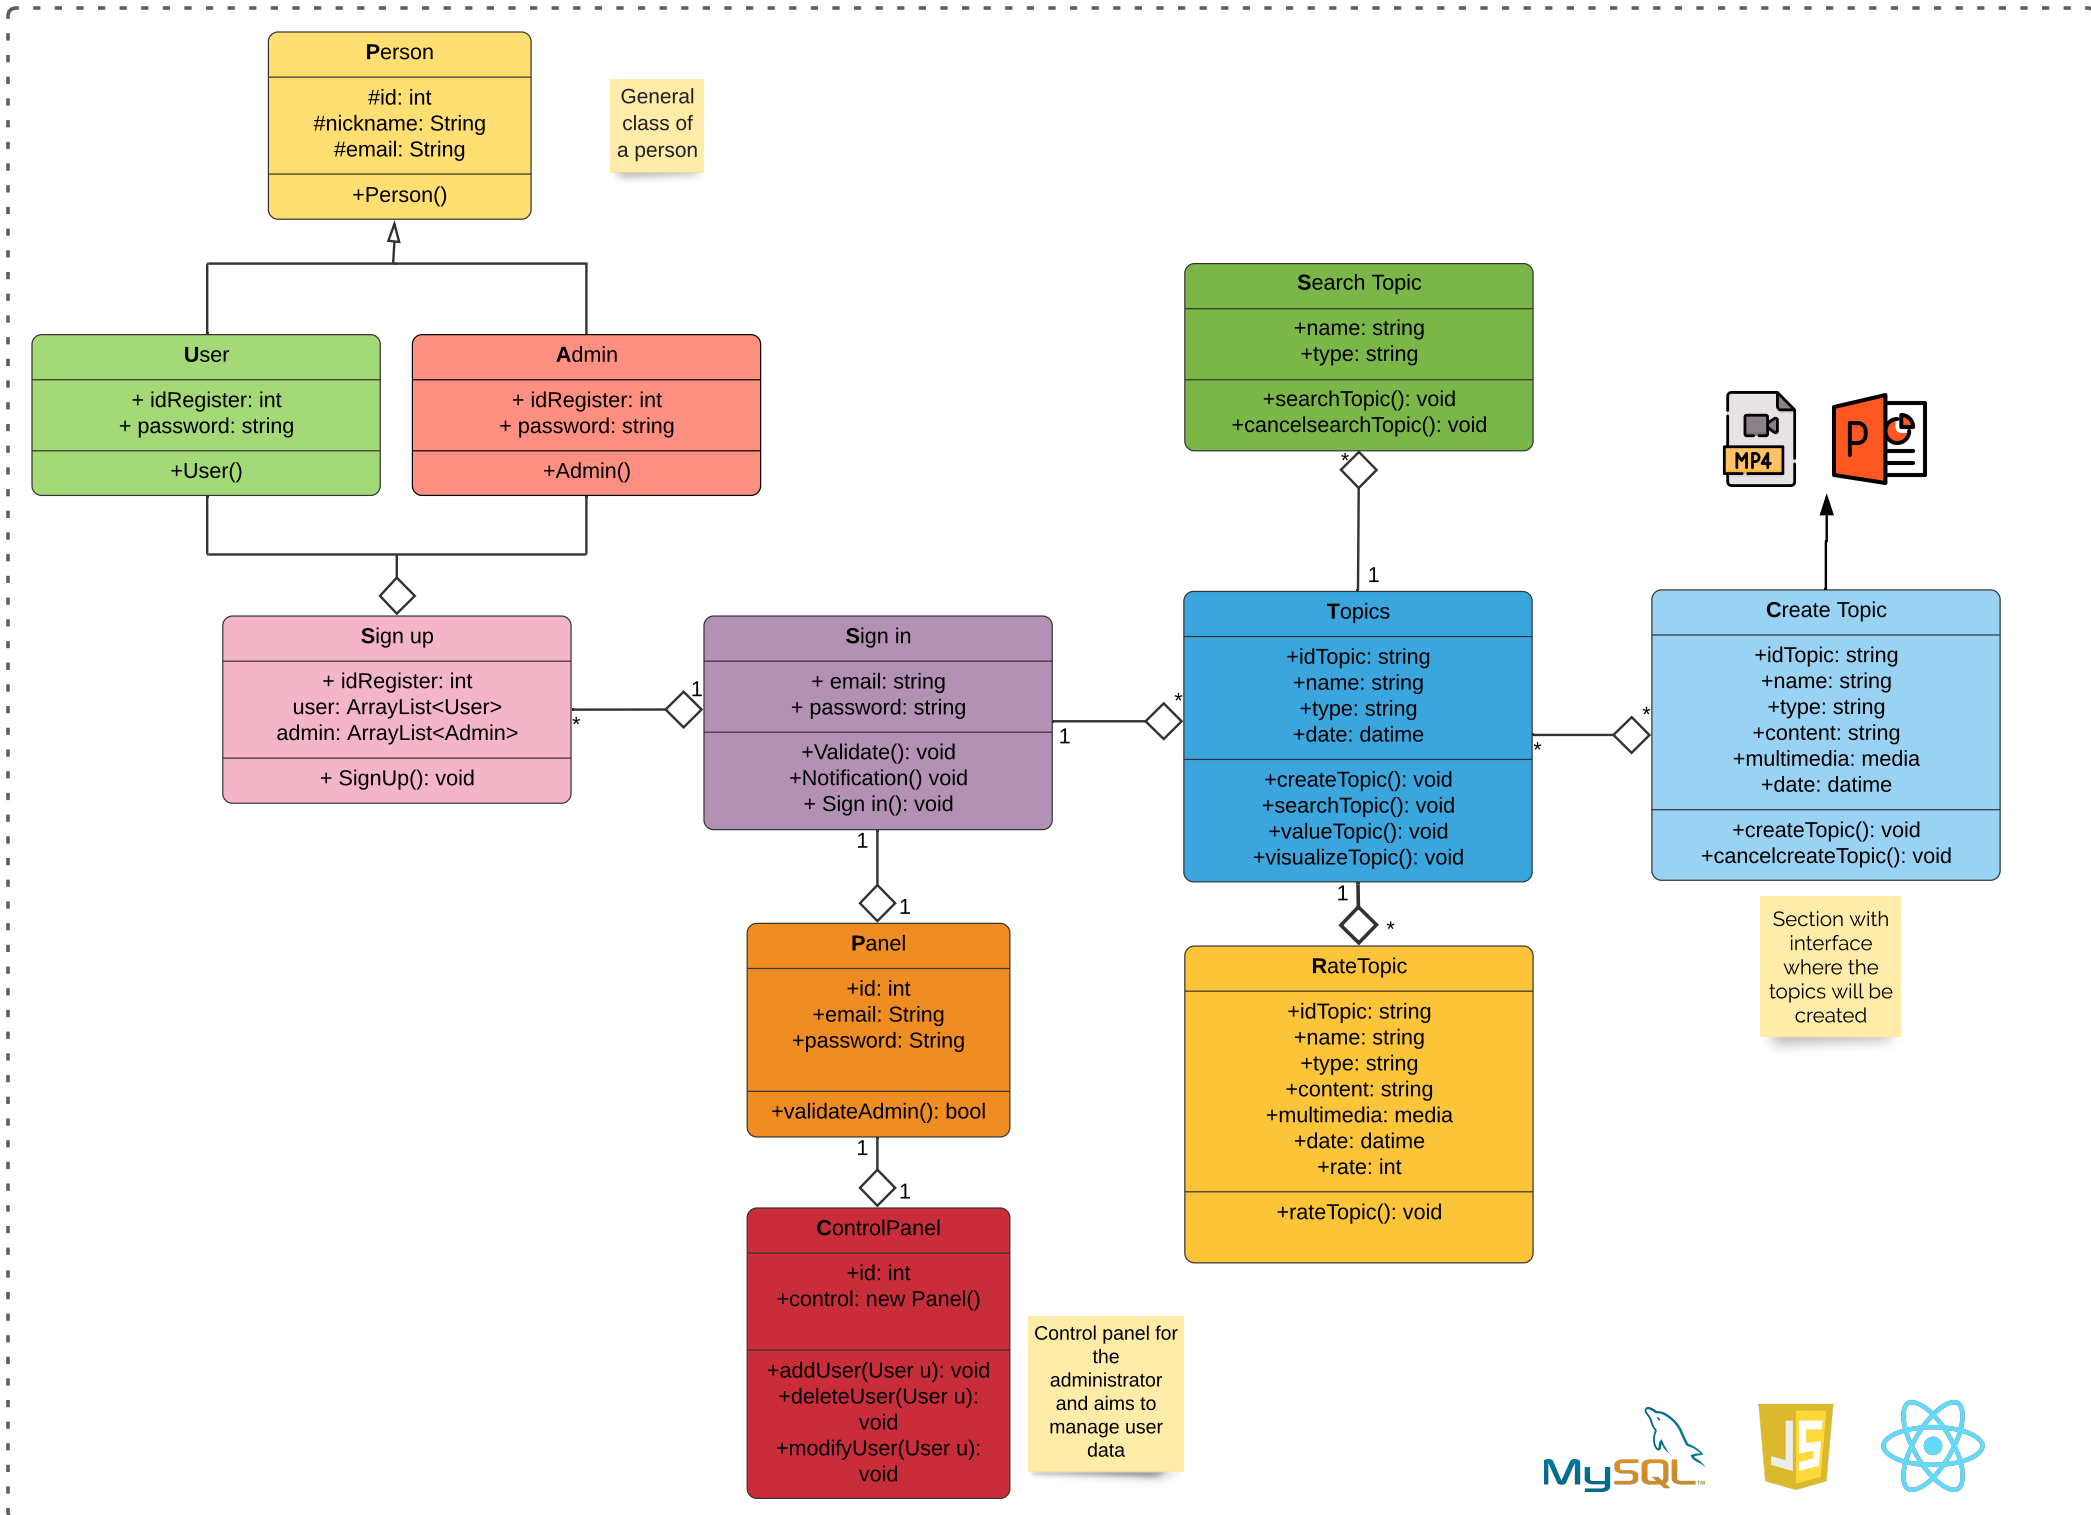 Person
#id: int
#nickname: String
#email: String
+Person()
General
class of
a person
User
+ idRegister: int
+ password: string
+User()
Admin
+ idRegister: int
+ password: string
+Admin()
Search Topic
+name: string
+type: string
+searchTopic(): void
+cancelsearchTopic(): void
*
1
MP4
P
Sign up
+ idRegister: int
user: ArrayList<User>
admin: ArrayList<Admin>
+ SignUp(): void
*
1
Sign in
+ email: string
+ password: string
+Validate(): void
+Notification() void
+ Sign in(): void
1
*
Topics
+idTopic: string
+name: string
+type: string
+date: datime
+createTopic(): void
+searchTopic(): void
+valueTopic(): void
+visualizeTopic(): void
*
*
Create Topic
+idTopic: string
+name: string
+type: string
+content: string
+multimedia: media
+date: datime
+createTopic(): void
+cancelcreateTopic(): void
Section with
interface
where the
topics will be
created
1
1
Panel
+id: int
+email: String
+password: String
+validateAdmin(): bool
1
*
RateTopic
+idTopic: string
+name: string
+type: string
+content: string
+multimedia: media
+date: datime
+rate: int
+rateTopic(): void
1
1
ControlPanel
+id: int
+control: new Panel()
+addUser(User u): void
+deleteUser(User u):
void
+modifyUser(User u):
void
Control panel for
the
administrator
and aims to
manage user
data
MySQL™
JS